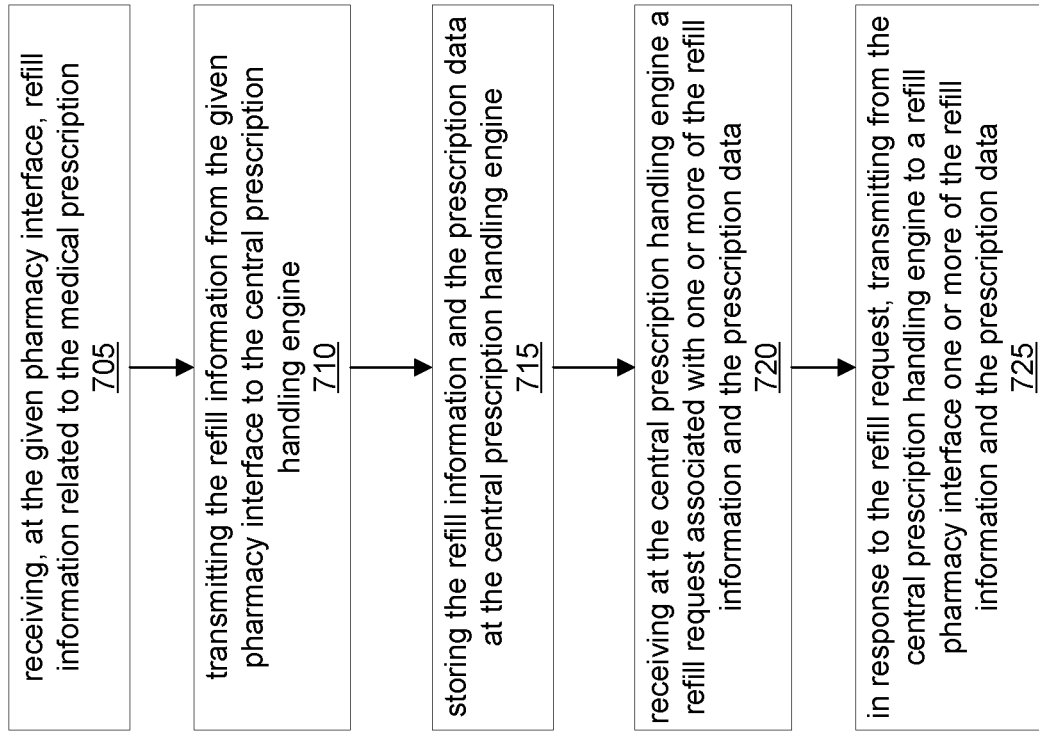 receiving, at the given pharmacy interface, refill
information related to the medical prescription
705
transmitting the refill information from the given
pharmacy interface to the central prescription
handling engine
710
storing the refill information and the prescription data
at the central prescription handling engine
715
receiving at the central prescription handling engine a
refill request associated with one or more of the refill
information and the prescription data
720
in response to the refill request, transmitting from the
central prescription handling engine to a refill
pharmacy interface one or more of the refill
information and the prescription data
725